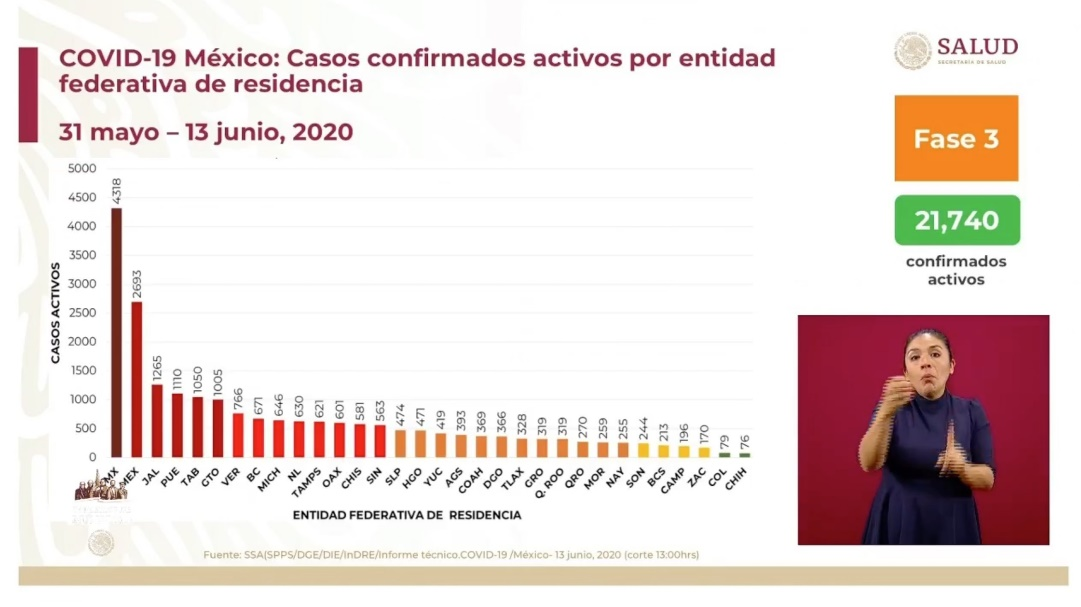 COVID-19 México: Casos confirmados activos por entidad
federativa de residencia
31 mayo – 13 junio, 2020
SALUD
SECRETARÍA DE SALUD
Fase 3
21,740
confirmados
activos
CASOS ACTIVOS
5000
4500
4000
3500
3000
2500
2000
1500
1000
500
0
4318
2693
1265
1110
1050
1005
766
671
646
630
621
601
581
563
474
471
419
393
369
366
328
319
319
270
259
255
244
213
196
170
79
76
MX
MEX
JAL
PUE
TAB
GTO
VER
BC
MICH
NL
TAMPS
OAX
CHIS
SIN
SLP
HGO
YUC
AGS
COAH
DGO
TLAX
GRO
Q. ROO
QRO
MOR
NAY
SON
BCS
CAMP
ZAC
COL
CHIH
ENTIDAD FEDERATIVA DE RESIDENCIA
Fuente: SSA(SPPS/DGE/DIE/InDRE/Informe técnico.COVID-19 /México- 13 junio, 2020 (corte 13:00hrs)